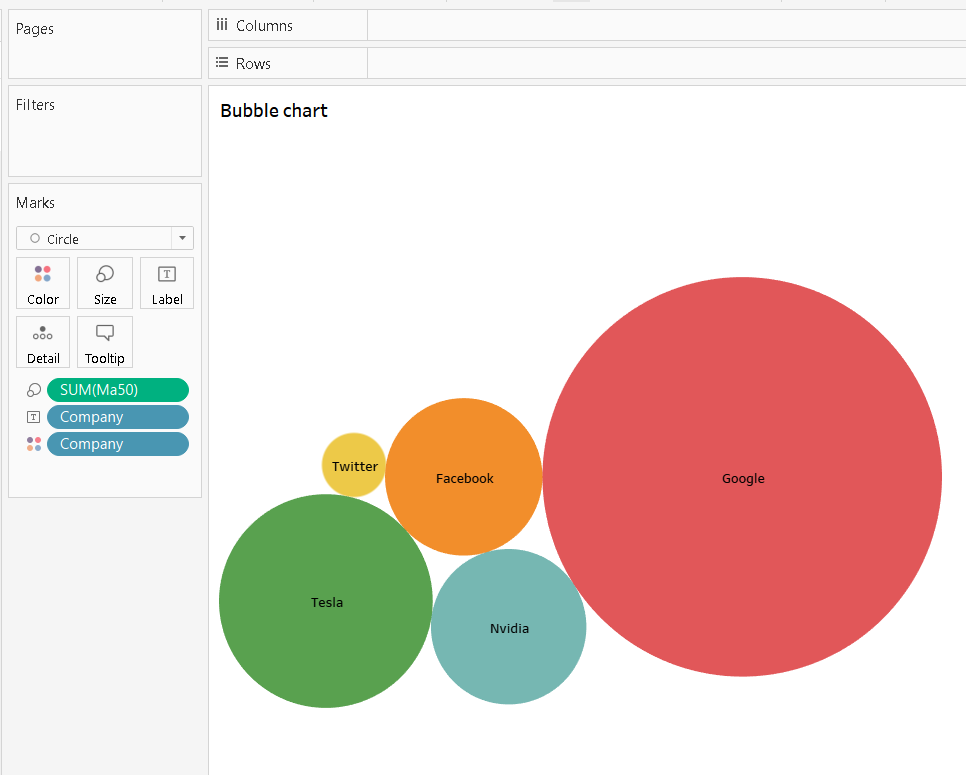 Pages
Columns
Rows
Filters
Bubble chart
Marks
Circle
Color Size Label
Detail Tooltip
SUM(Ma50)
T Company
Company
Twitter
Facebook
Google
Tesla
Nvidia